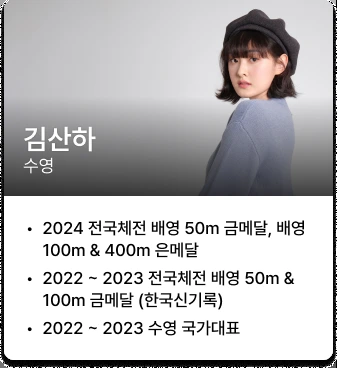 김산하
수영
• 2024 전국체전 배영 50m 금메달, 배영
100m & 400m 은메달
• 2022 ~ 2023 전국체전 배영 50m &
100m 금메달 (한국신기록)
• 2022 ~ 2023 수영 국가대표